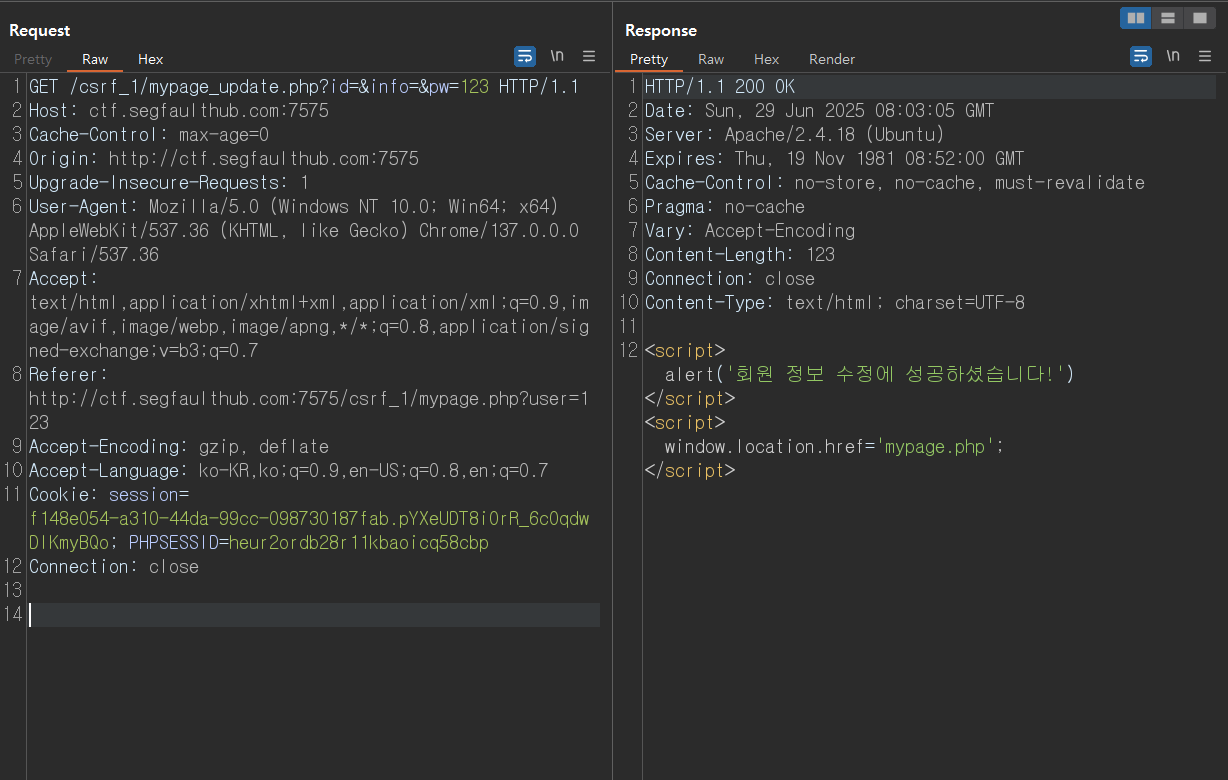 Request
Pretty Raw Hex
\n
1 GET /csrf_1/mypage_update.php?id=&info=&pw=123 HTTP/1.1
2 Host: ctf.segfaulthub.com:7575
3 Cache-Control: max-age=0
4 Origin: http://ctf.segfaulthub.com:7575
5 Upgrade-Insecure-Requests: 1
6 User-Agent: Mozilla/5.0 (Windows NT 10.0; Win64; x64)
AppleWebKit/537.36 (KHTML, like Gecko) Chrome/137.0.0.0
Safari/537.36
7 Accept:
text/html,application/xhtml+xml,application/xml;q=0.9,im
age/avif,image/webp,image/apng,*/*;q=0.8,application/sig
ned-exchange;v=b3;q=0.7
8 Referer:
http://ctf.segfaulthub.com:7575/csrf_1/mypage.php?user=1
23
9 Accept-Encoding: gzip, deflate
10 Accept-Language: ko-KR,ko;q=0.9,en-US;q=0.8,en;q=0.7
11 Cookie: session=
f148e054-a310-44da-99cc-098730187fab.pYXeUDT8i0rR_6c0qdw
DlKmyBQo; PHPSESSID=heur2ordb28r11kbaoicq58cbp
12 Connection: close
13
14
Response
Pretty Raw Hex Render
\n
1 HTTP/1.1 200 OK
2 Date: Sun, 29 Jun 2025 08:03:05 GMT
3 Server: Apache/2.4.18 (Ubuntu)
4 Expires: Thu, 19 Nov 1981 08:52:00 GMT
5 Cache-Control: no-store, no-cache, must-revalidate
6 Pragma: no-cache
7 Vary: Accept-Encoding
8 Content-Length: 123
9 Connection: close
10 Content-Type: text/html; charset=UTF-8
11
12 <script>
alert('회원 정보 수정에 성공하셨습니다!')
</script>
<script>
window.location.href='mypage.php';
</script>